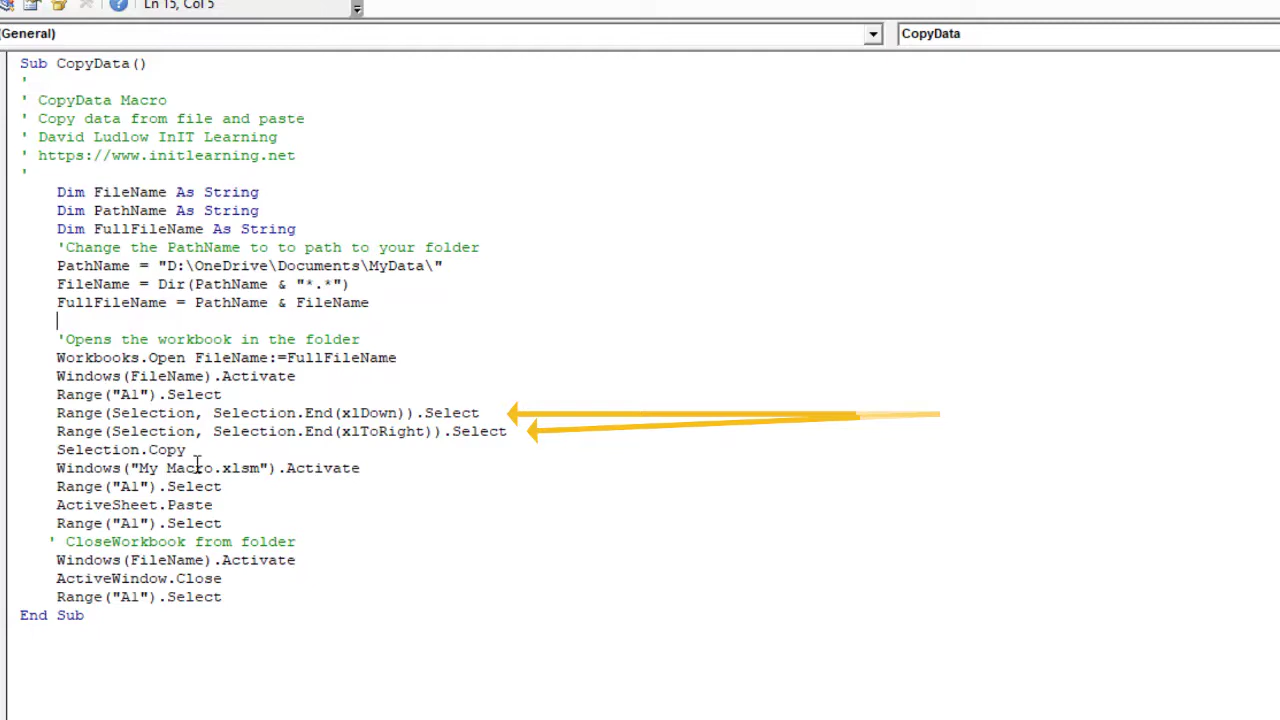 Ln 15, Col 5
(General)
CopyData
Sub CopyData()
'
' CopyData Macro
' Copy data from file and paste
' David Ludlow InIT Learning
' https://www.initlearning.net
'
Dim FileName As String
Dim PathName As String
Dim FullFileName As String
'Change the PathName to to path to your folder
PathName = "D:\OneDrive\Documents\MyData\"
FileName = Dir(PathName & "*.*")
FullFileName = PathName & FileName
'Opens the workbook in the folder
Workbooks.Open FileName:=FullFileName
Windows(FileName).Activate
Range("A1").Select
Range(Selection, Selection.End(xlDown)).Select
Range(Selection, Selection.End(xlToRight)).Select
Selection.Copy
Windows("My Macro.xlsm").Activate
Range("A1").Select
ActiveSheet.Paste
Range("A1").Select
' CloseWorkbook from folder
Windows(FileName).Activate
ActiveWindow.Close
Range("A1").Select
End Sub